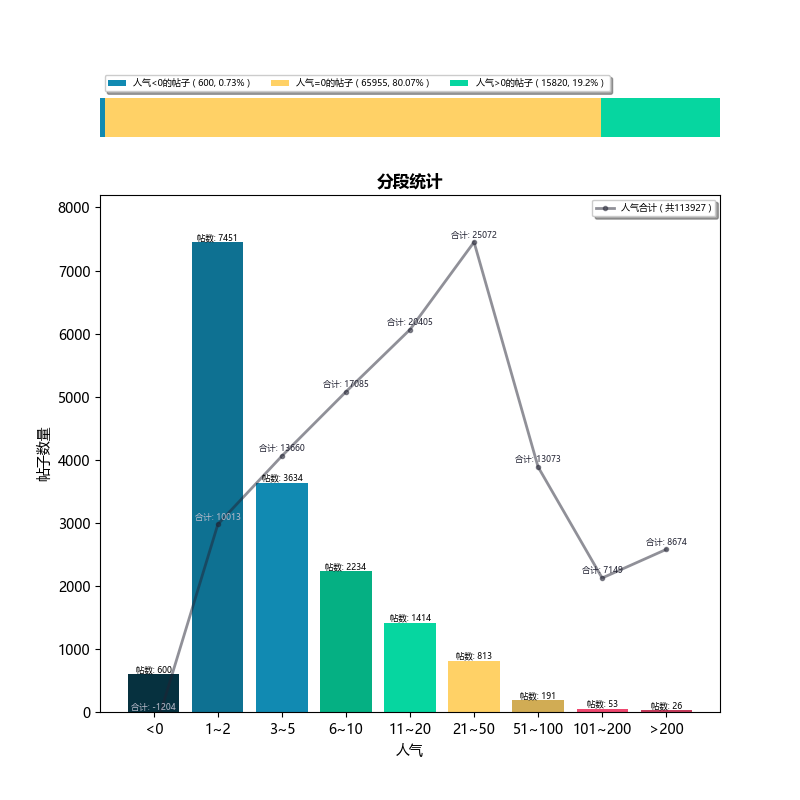 人气<0的帖子 ( 600, 0.73% ) 人气=0的帖子 ( 65955, 80.07% ) 人气>0的帖子 ( 15820, 19.2% )
分段统计
人气合计 ( 共113927 )
8000
7000
6000
5000
4000
3000
2000
1000
0
帖子数量
帖数: 600
帖数: 7451
帖数: 3634
帖数: 2234
帖数: 1414
帖数: 813
帖数: 191
帖数: 53
帖数: 26
合计: -1204
合计: 10013
合计: 13660
合计: 17085
合计: 20405
合计: 25072
合计: 13073
合计: 7149
合计: 8674
<0 1~2 3~5 6~10 11~20 21~50 51~100 101~200 >200
人气